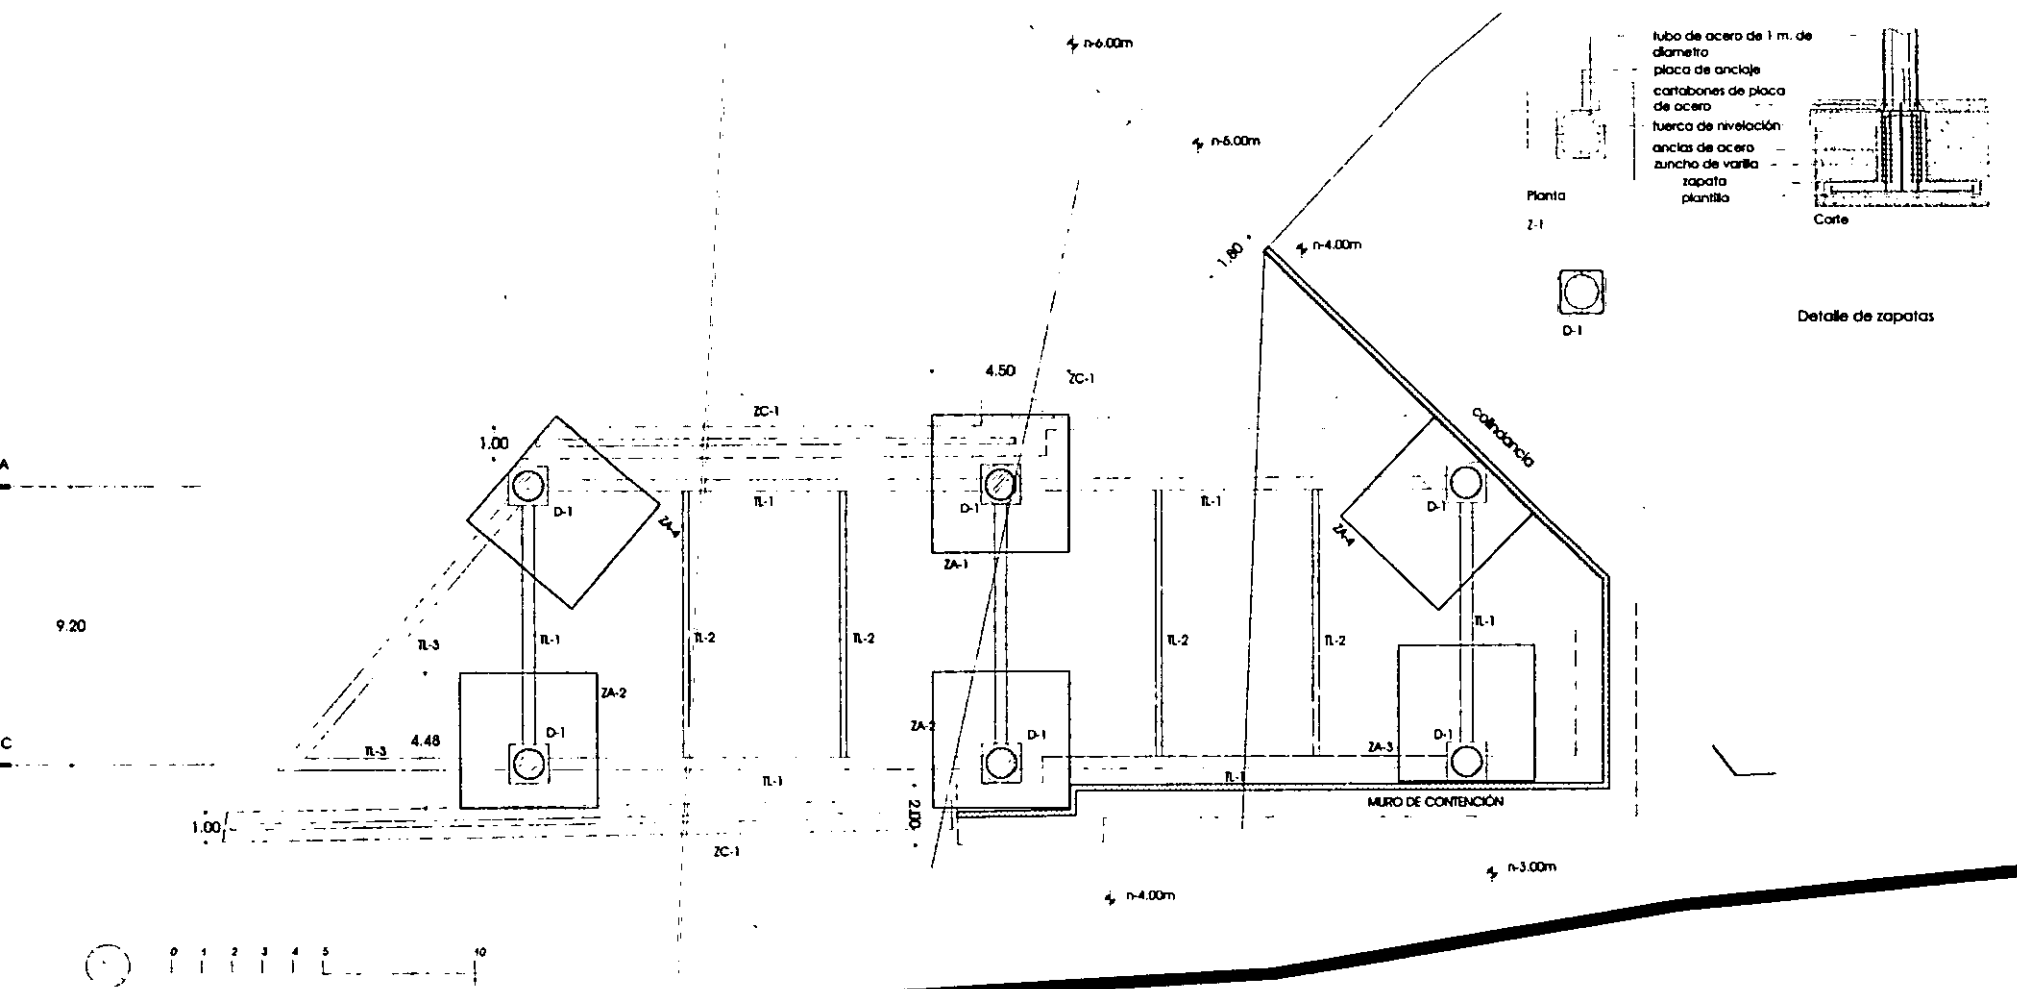 n-6.00m
tubo de acero de 1 m. de
diametro
placa de anclaje
cartabones de placa
de acero
tuerca de nivelación
anclas de acero
zuncho de varilla
zapata
plantilla
n-5.00m
Planta
Z-1
Corte
1.80
n-4.00m
D-1
Detalle de zapatas
4.50
ZC-1
ZC-1
1.00
colindancia
A
TL-1
TL-1
D-1
D-1
D-1
ZA-4
ZA-4
ZA-1
9.20
TL-3
TL-1
TL-2
TL-2
TL-2
TL-2
TL-1
ZA-2
ZA-2
C
TL-3
4.48
D-1
D-1
D-1
ZA-3
TL-1
TL-1
MURO DE CONTENCIÓN
1.00
2.00
ZC-1
n-3.00m
n-4.00m
0 1 2 3 4 5 10